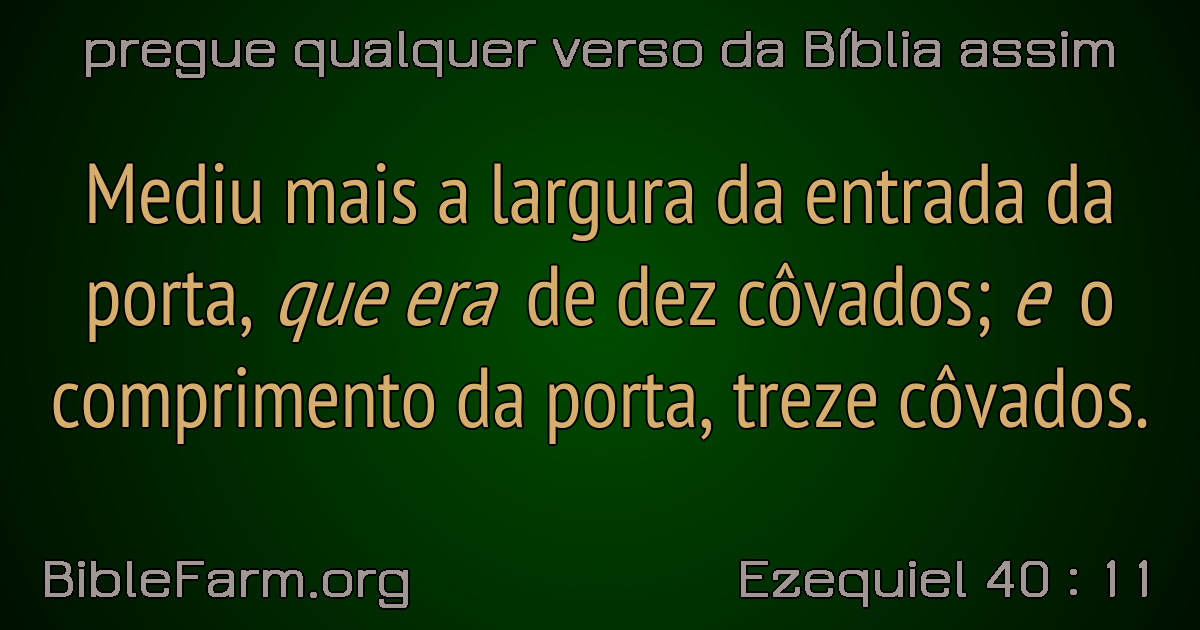 pregue qualquer verso da Bíblia assim
Mediu mais a largura da entrada da
porta, que era de dez côvados; e o
comprimento da porta, treze côvados.
BibleFarm.org
Ezequiel 40 : 11